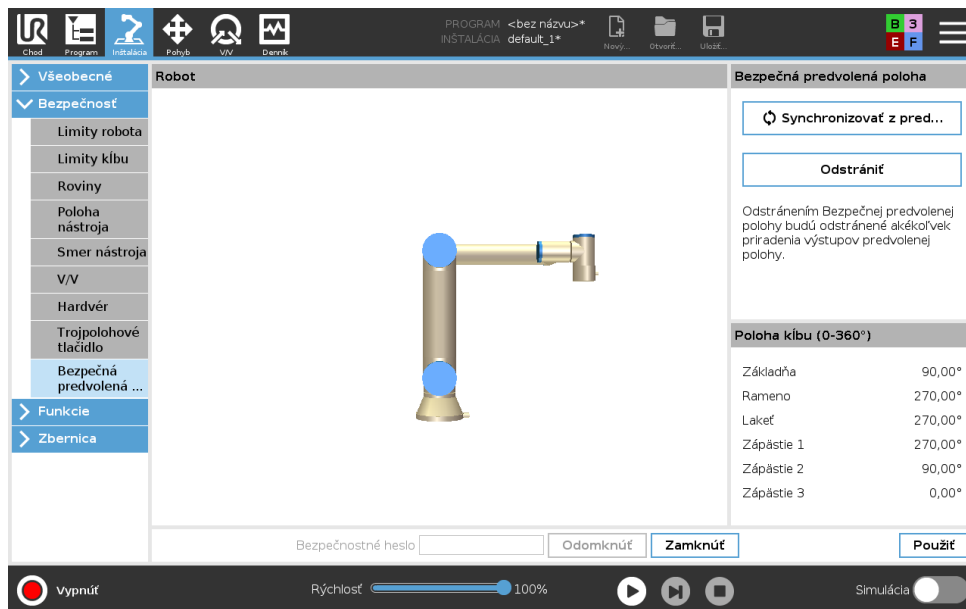 PROGRAM <bez názvu>*
INŠTALÁCIA default_1*
Chod
Program
Inštalácia
Pohyb
V/V
Denník
Nový...
Otvoriť...
Uložiť...
B 3
E F
Všeobecné
Bezpečnosť
Limity robota
Limity kĺbu
Roviny
Poloha
nástroja
Smer nástroja
V/V
Hardvér
Trojpolohové
tlačidlo
Bezpečná
predvolená ...
Funkcie
Zbernica
Robot
Bezpečná predvolená poloha
Synchronizovať z pred...
Odstrániť
Odstránením Bezpečnej predvolenej
polohy budú odstránené akékoľvek
priradenia výstupov predvolenej
polohy.
Poloha kĺbu (0-360°)
Základňa 90,00°
Rameno 270,00°
Lakeť 270,00°
Zápästie 1 270,00°
Zápästie 2 90,00°
Zápästie 3 0,00°
Bezpečnostné heslo
Odomknúť
Zamknúť
Použiť
Vypnúť
Rýchlosť
100%
Simulácia